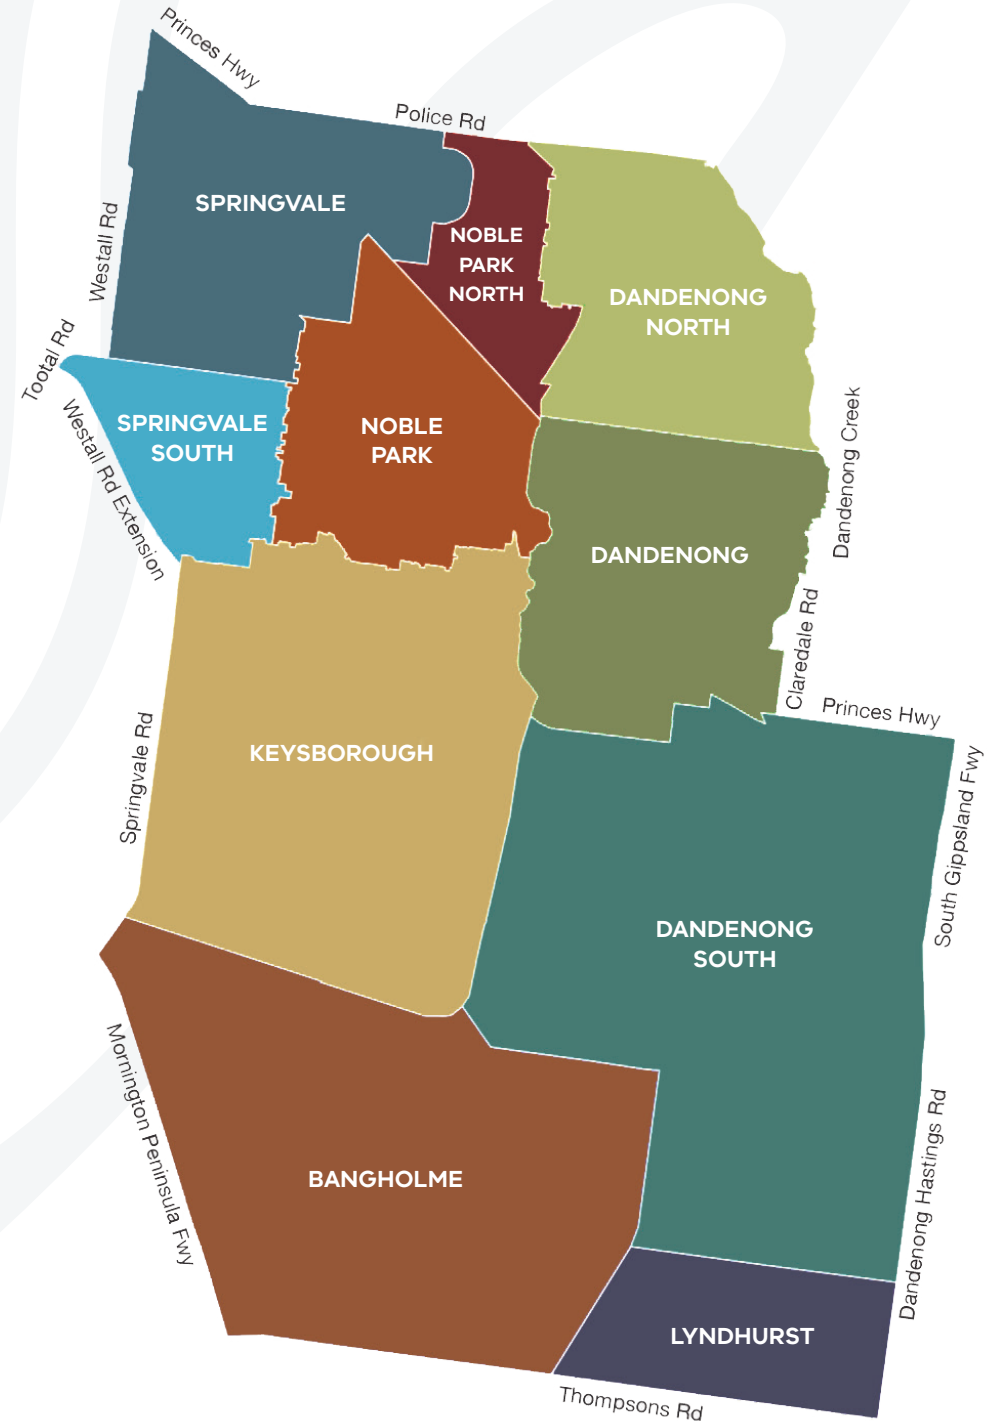 Princes Hwy
Police Rd
SPRINGVALE
Westall Rd
NOBLE
PARK
NORTH
DANDENONG
NORTH
Tootal Rd
SPRINGVALE
SOUTH
Westall Rd Extension
NOBLE
PARK
Dandenong Creek
DANDENONG
Claredale Rd
Princes Hwy
Springvale Rd
KEYSBOROUGH
South Gippsland Fwy
DANDENONG
SOUTH
Mornington Peninsula Fwy
BANGHOLME
Dandenong Hastings Rd
LYNDHURST
Thompsons Rd